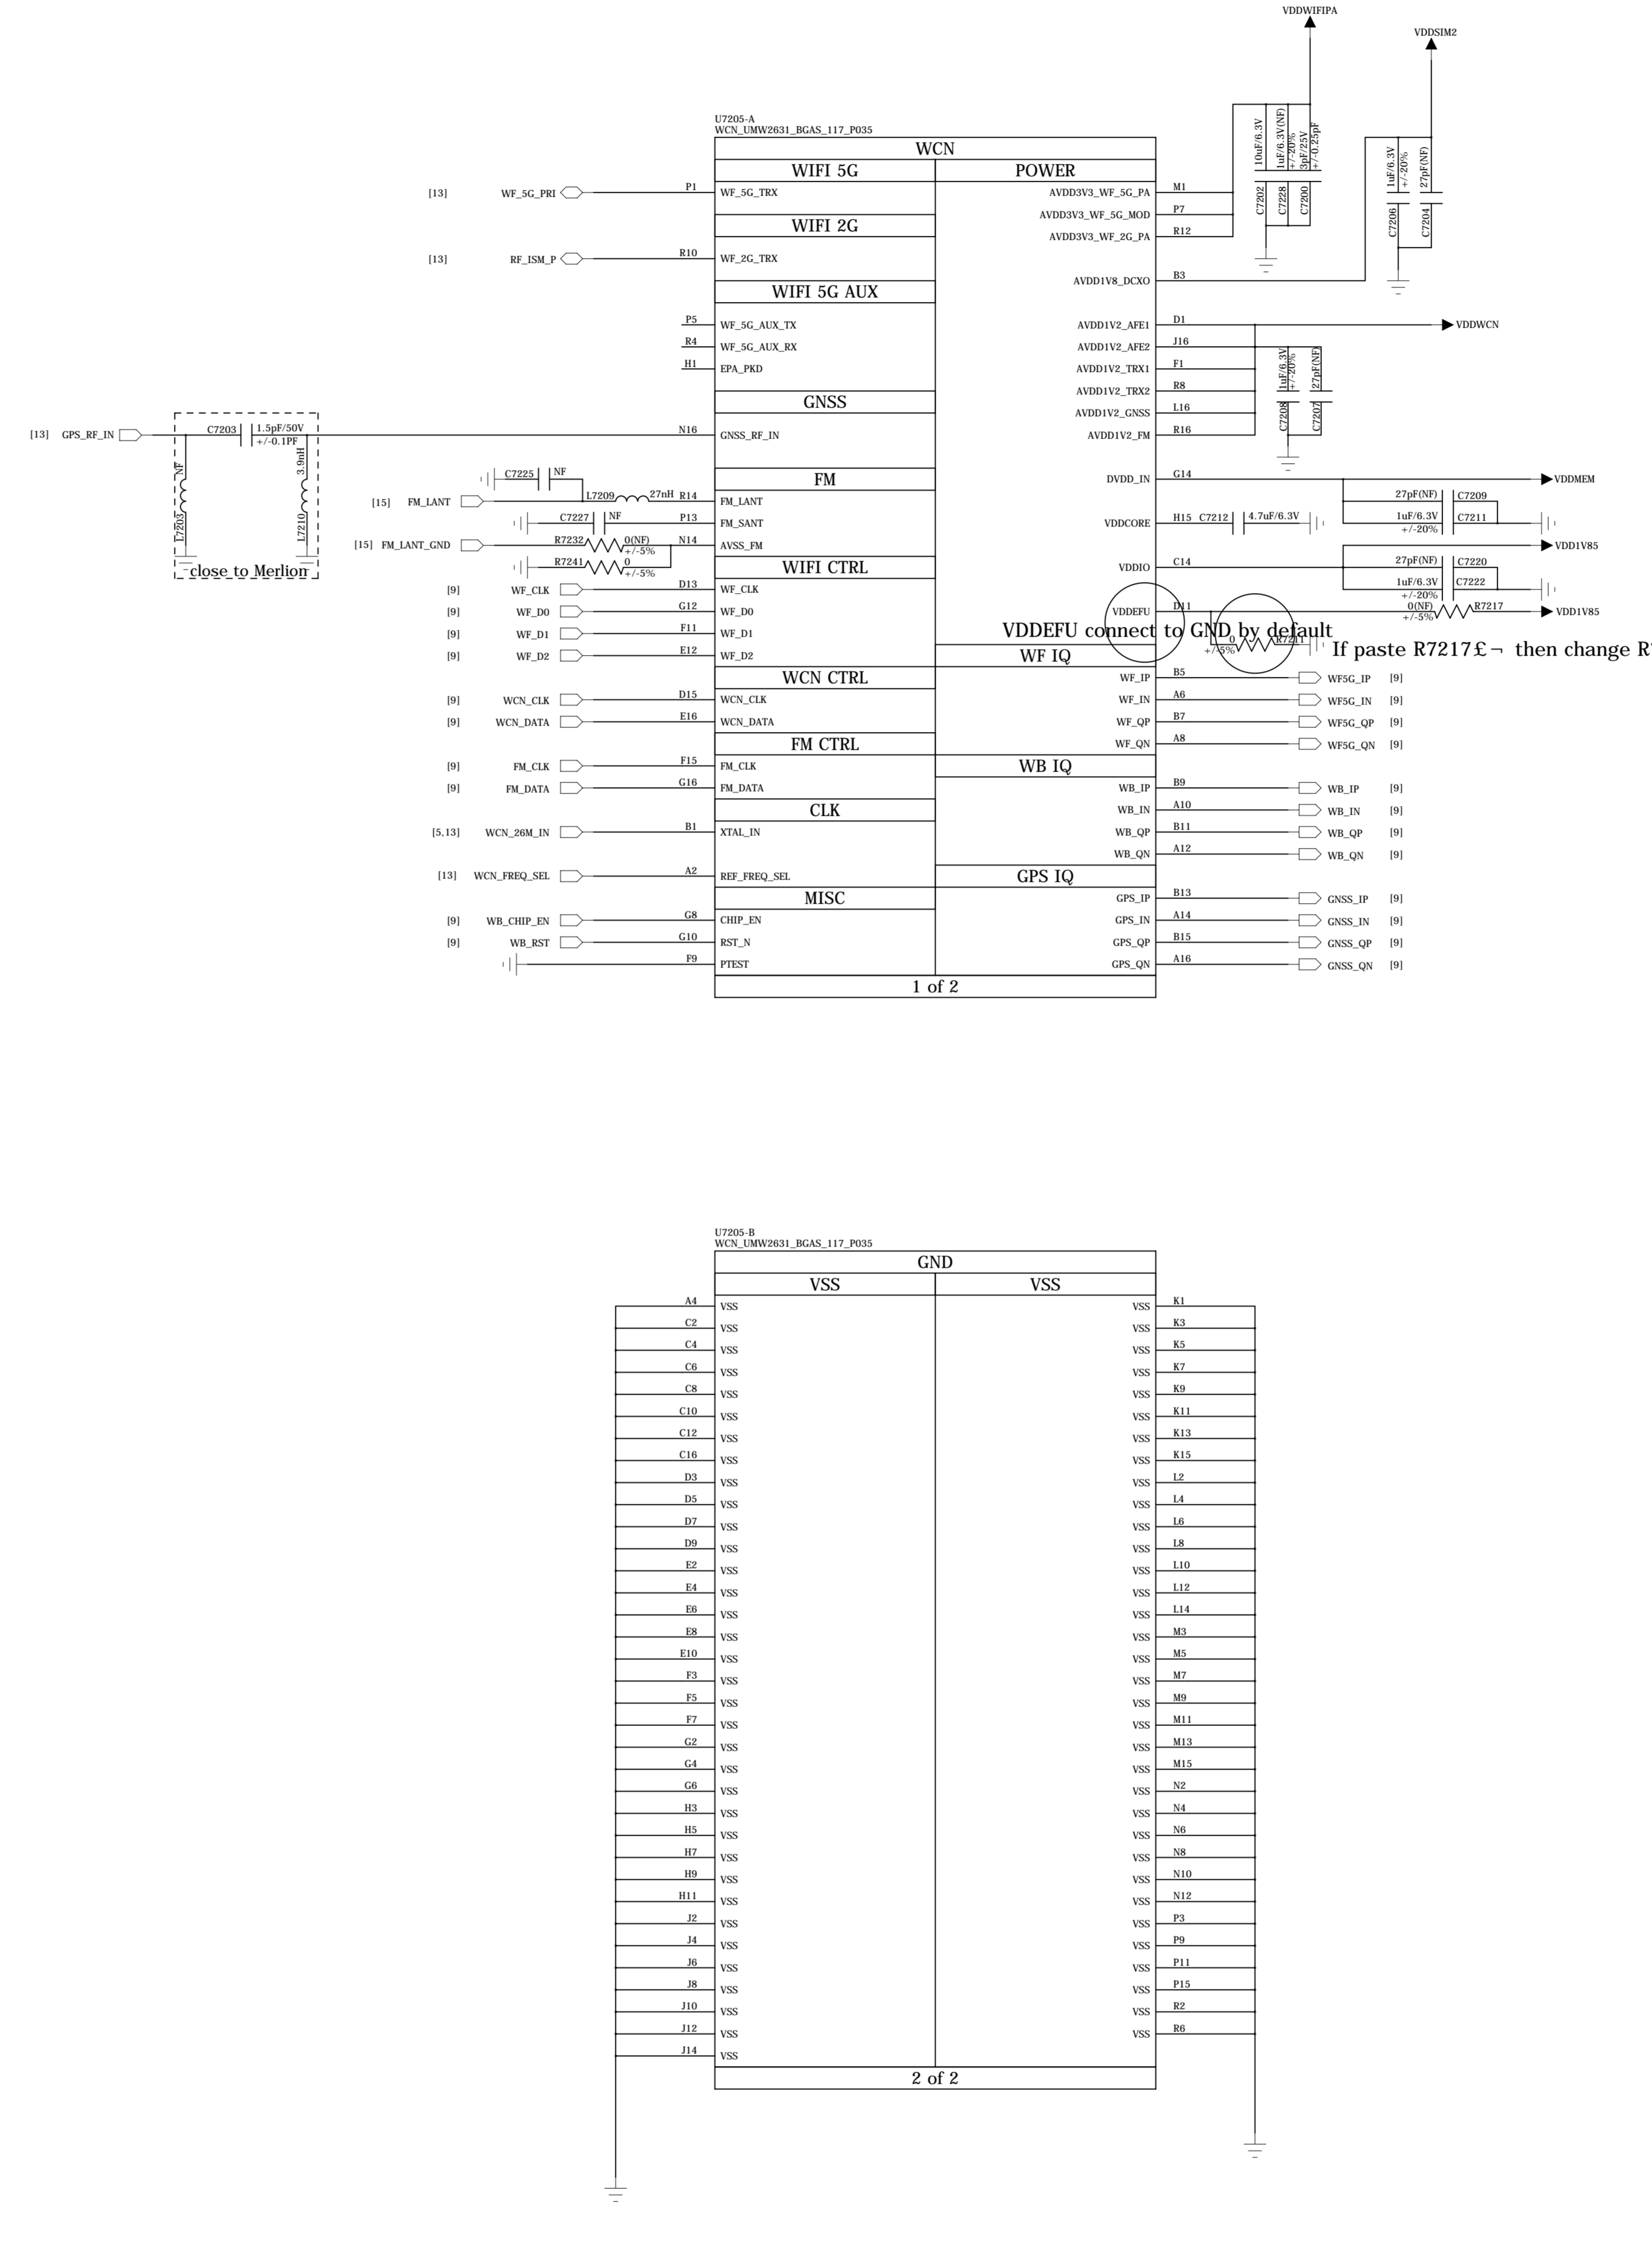 VDDWIFIPA
VDDSIM2
U7205-A
WCN_UMW2631_BGAS_117_P035
WCN
WIFI 5G
POWER
[13] WF_5G_PRI P1 WF_5G_TRX
WIFI 2G
[13] RF_ISM_P R10 WF_2G_TRX
WIFI 5G AUX
P5 WF_5G_AUX_TX
R4 WF_5G_AUX_RX
H1 EPA_PKD
GNSS
[13] GPS_RF_IN C7203 1.5pF/50V N16 GNSS_RF_IN
+/-0.1PF
NF
L7203
3.9nH
L7210
close to Merlion
FM
C7225 NF
[15] FM_LANT L7209 27nH R14 FM_LANT
C7227 NF P13 FM_SANT
[15] FM_LANT_GND R7232 0(NF) N14 AVSS_FM
+/-5%
R7241 0
+/-5%
WIFI CTRL
[9] WF_CLK D13 WF_CLK
[9] WF_D0 G12 WF_D0
[9] WF_D1 F11 WF_D1
[9] WF_D2 E12 WF_D2
WCN CTRL
[9] WCN_CLK D15 WCN_CLK
[9] WCN_DATA E16 WCN_DATA
FM CTRL
[9] FM_CLK F15 FM_CLK
[9] FM_DATA G16 FM_DATA
CLK
[5,13] WCN_26M_IN B1 XTAL_IN
[13] WCN_FREQ_SEL A2 REF_FREQ_SEL
MISC
[9] WB_CHIP_EN G8 CHIP_EN
[9] WB_RST G10 RST_N
F9 PTEST
AVDD3V3_WF_5G_PA M1
AVDD3V3_WF_5G_MOD P7
AVDD3V3_WF_2G_PA R12
C7202 10uF/6.3V
C7228 1uF/6.3V(NF)
+/-20%
C7200 3pF/25V
+/-0.25pF
C7206 1uF/6.3V
+/-20%
C7204 27pF(NF)
AVDD1V8_DCXO B3
AVDD1V2_AFE1 D1 VDDWCN
AVDD1V2_AFE2 J16
AVDD1V2_TRX1 F1
AVDD1V2_TRX2 R8
AVDD1V2_GNSS L16
AVDD1V2_FM R16
C7208 1uF/6.3V
+/-20%
C7207 27pF(NF)
DVDD_IN G14 VDDMEM
27pF(NF) C7209
1uF/6.3V C7211
+/-20%
VDDCORE H15 C7212 4.7uF/6.3V
VDD1V85
VDDIO C14 27pF(NF) C7220
1uF/6.3V C7222
+/-20%
VDDEFU D11 0(NF) R7217 VDD1V85
+/-5%
VDDEFU connect to GND by default
0 R7211
+/-5%
If paste R7217£¬ then change R
WF IQ
WF_IP B5 WF5G_IP [9]
WF_IN A6 WF5G_IN [9]
WF_QP B7 WF5G_QP [9]
WF_QN A8 WF5G_QN [9]
WB IQ
WB_IP B9 WB_IP [9]
WB_IN A10 WB_IN [9]
WB_QP B11 WB_QP [9]
WB_QN A12 WB_QN [9]
GPS IQ
GPS_IP B13 GNSS_IP [9]
GPS_IN A14 GNSS_IN [9]
GPS_QP B15 GNSS_QP [9]
GPS_QN A16 GNSS_QN [9]
1 of 2
U7205-B
WCN_UMW2631_BGAS_117_P035
GND
VSS VSS
A4 VSS VSS K1
C2 VSS VSS K3
C4 VSS VSS K5
C6 VSS VSS K7
C8 VSS VSS K9
C10 VSS VSS K11
C12 VSS VSS K13
C16 VSS VSS K15
D3 VSS VSS L2
D5 VSS VSS L4
D7 VSS VSS L6
D9 VSS VSS L8
E2 VSS VSS L10
E4 VSS VSS L12
E6 VSS VSS L14
E8 VSS VSS M3
E10 VSS VSS M5
F3 VSS VSS M7
F5 VSS VSS M9
F7 VSS VSS M11
G2 VSS VSS M13
G4 VSS VSS M15
G6 VSS VSS N2
H3 VSS VSS N4
H5 VSS VSS N6
H7 VSS VSS N8
H9 VSS VSS N10
H11 VSS VSS N12
J2 VSS VSS P3
J4 VSS VSS P9
J6 VSS VSS P11
J8 VSS VSS P15
J10 VSS VSS R2
J12 VSS VSS R6
J14 VSS
2 of 2